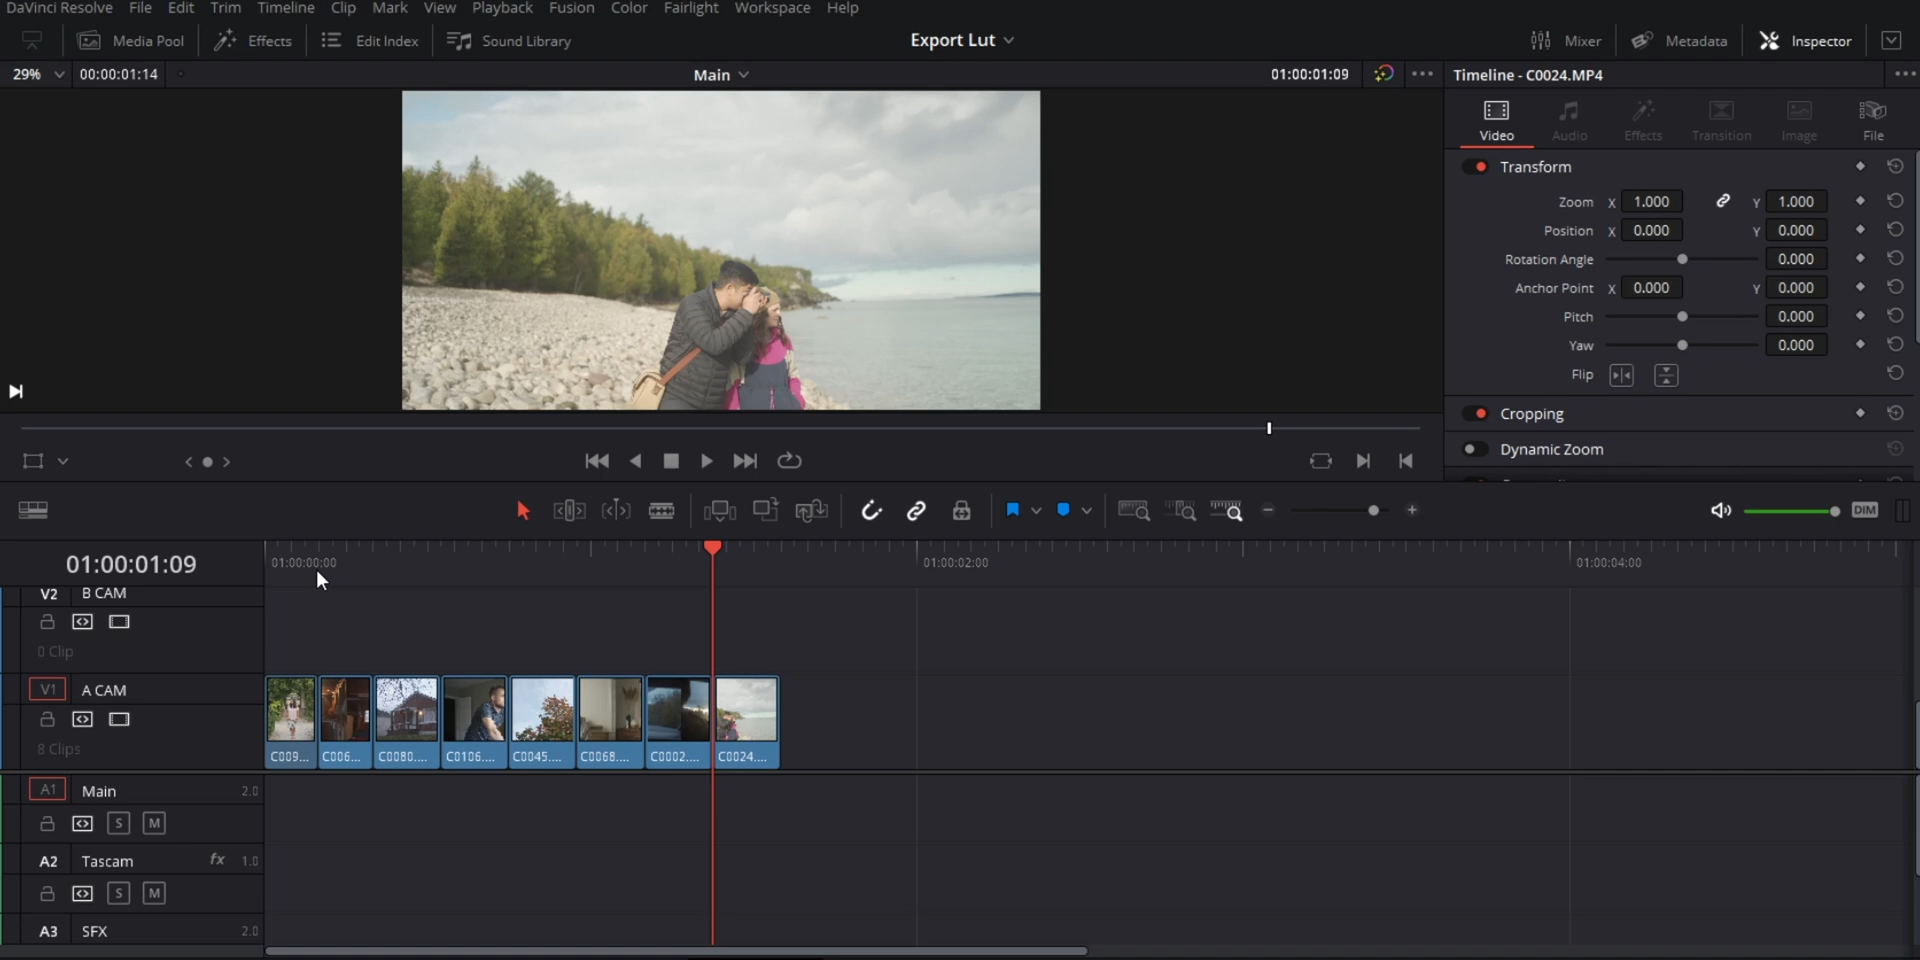 DaVinci Resolve File Edit Trim Timeline Clip Mark View Playback Fusion Color Fairlight Workspace Help
Media Pool Effects Edit Index Sound Library Export Lut Mixer Metadata Inspector
29% 00:00:01:14 Main 01:00:01:09 Timeline - C0024.MP4
Video Audio Effects Transition Image File
Transform
Zoom X 1.000 Y 1.000
Position X 0.000 Y 0.000
Rotation Angle 0.000
Anchor Point X 0.000 Y 0.000
Pitch 0.000
Yaw 0.000
Flip
Cropping
Dynamic Zoom
DIM
01:00:01:09 01:00:00:00 01:00:02:00 01:00:04:00
V2 B CAM
0 Clip
V1 A CAM
8 Clips
C009... C006... C0080.... C0106.... C0045.... C0068.... C0002.... C0024....
A1 Main 2.0
S M
A2 Tascam fx 1.0
S M
A3 SFX 2.0